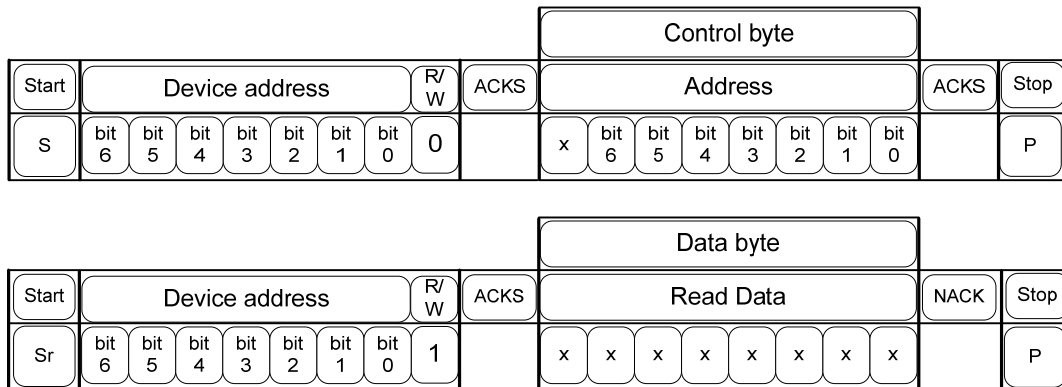 Control byte
Start Device address R/W ACKS Address ACKS Stop
S bit 6 bit 5 bit 4 bit 3 bit 2 bit 1 bit 0 0 x bit 6 bit 5 bit 4 bit 3 bit 2 bit 1 bit 0 P
Data byte
Start Device address R/W ACKS Read Data NACK Stop
Sr bit 6 bit 5 bit 4 bit 3 bit 2 bit 1 bit 0 1 x x x x x x x x P